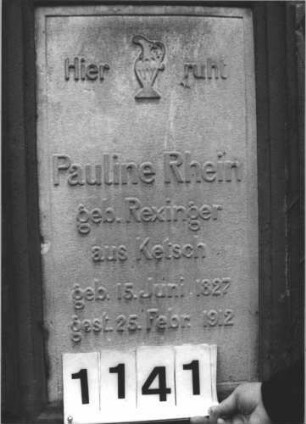 Hier ruht
Pauline Rhein
geb. Rexinger
aus Ketsch
geb. 15. Juni 1827
gest. 25. Febr. 1912
1141